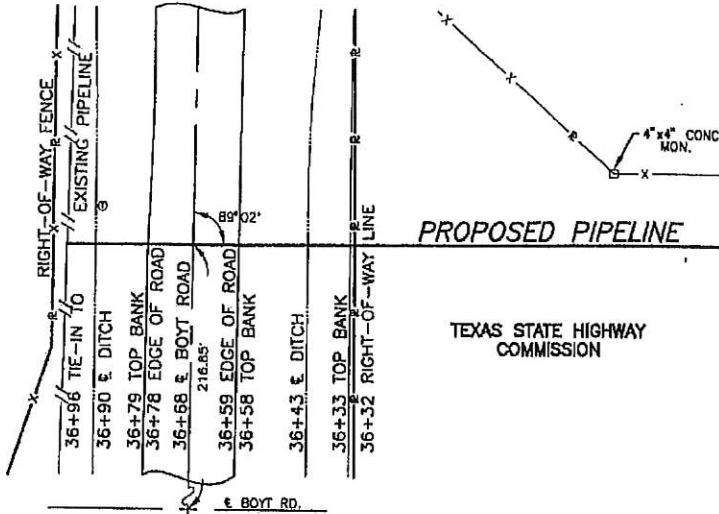 RIGHT-OF-WAY FENCE
36+96 TIE-IN TO EXISTING PIPELINE
36+90 ℄ DITCH
36+79 TOP BANK
36+78 EDGE OF ROAD
36+68 ℄ BOYT ROAD
216.85'
89°02'
36+59 EDGE OF ROAD
36+58 TOP BANK
36+43 ℄ DITCH
36+33 TOP BANK
36+32 RIGHT-OF-WAY LINE
4"x4" CONC
MON.
PROPOSED PIPELINE
TEXAS STATE HIGHWAY
COMMISSION
℄ BOYT RD.